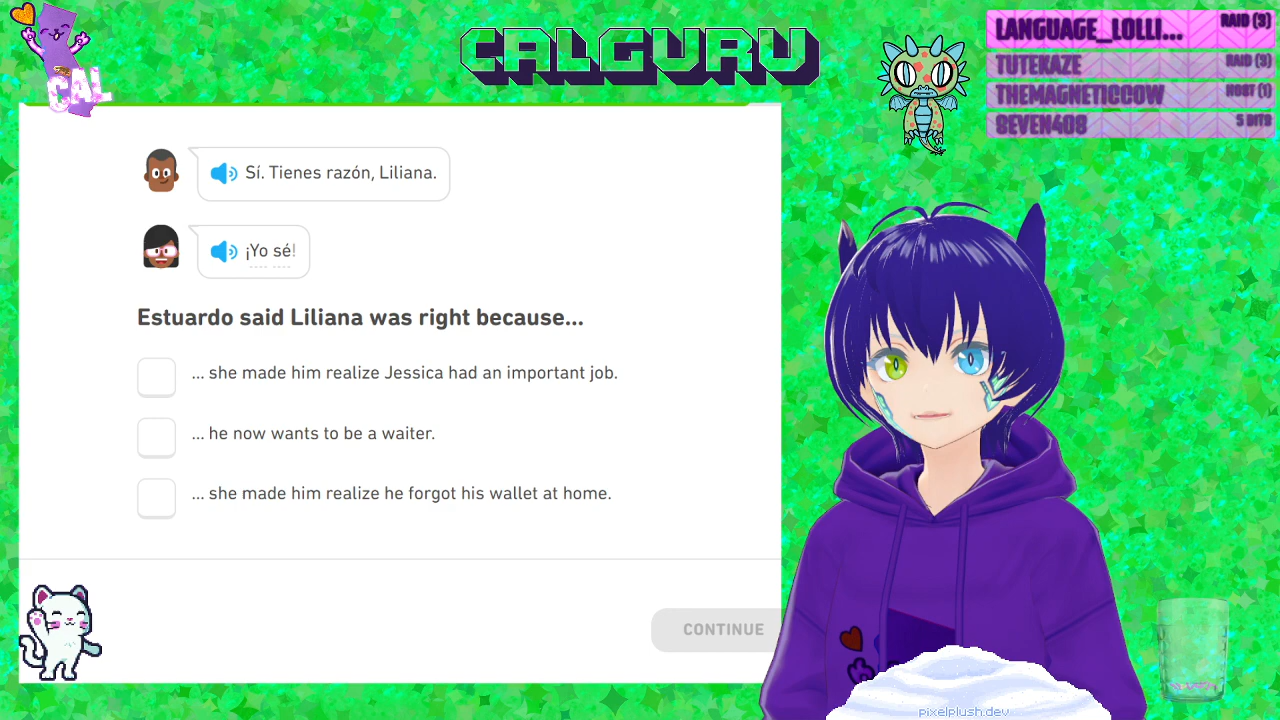 CAL
CALGURU
LANGUAGE_LOLLI... RAID (3)
TUTEKAZE RAID (3)
THEMAGNETICCOW HOST (1)
SEVEN408 5 BITS
Sí. Tienes razón, Liliana.
¡Yo sé!
Estuardo said Liliana was right because...
... she made him realize Jessica had an important job.
... he now wants to be a waiter.
... she made him realize he forgot his wallet at home.
CONTINUE
pixelplush.dev